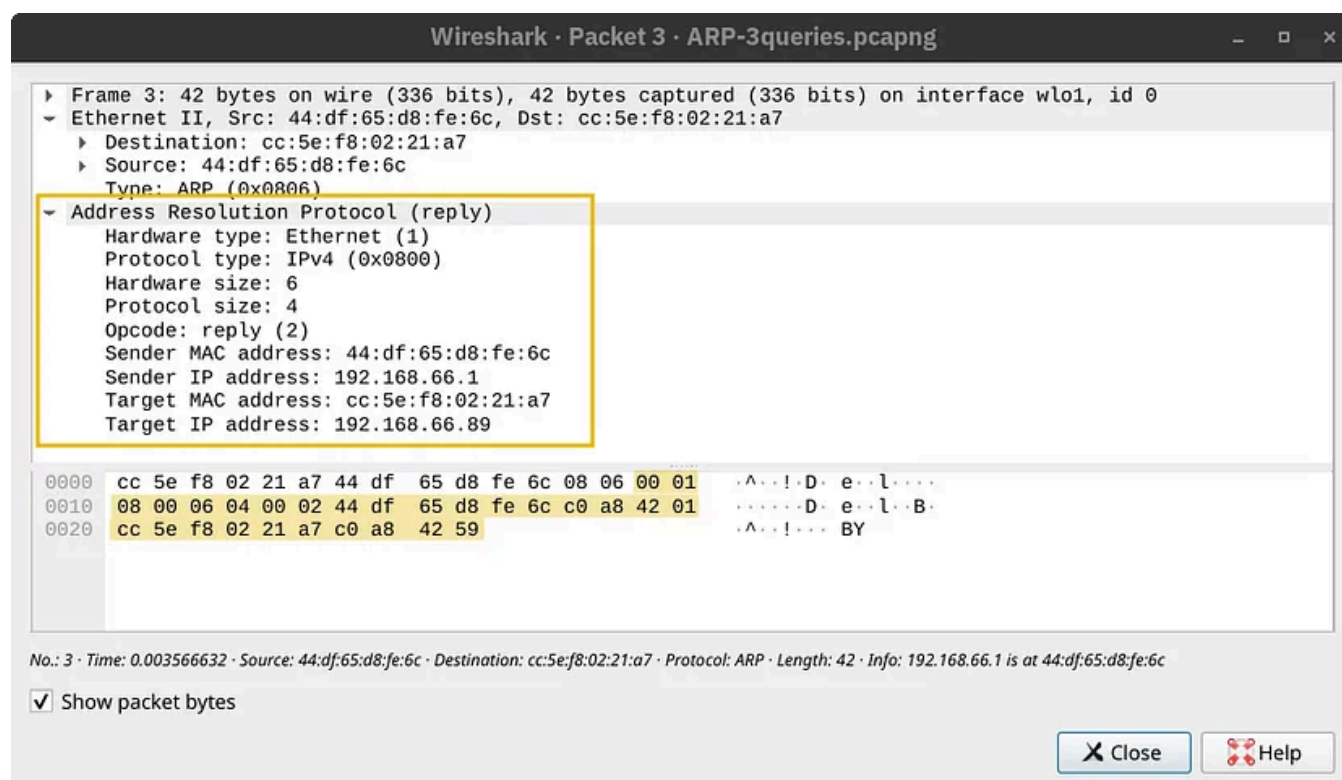 Wireshark · Packet 3 · ARP-3queries.pcapng
Frame 3: 42 bytes on wire (336 bits), 42 bytes captured (336 bits) on interface wlo1, id 0
Ethernet II, Src: 44:df:65:d8:fe:6c, Dst: cc:5e:f8:02:21:a7
Destination: cc:5e:f8:02:21:a7
Source: 44:df:65:d8:fe:6c
Type: ARP (0x0806)
Address Resolution Protocol (reply)
Hardware type: Ethernet (1)
Protocol type: IPv4 (0x0800)
Hardware size: 6
Protocol size: 4
Opcode: reply (2)
Sender MAC address: 44:df:65:d8:fe:6c
Sender IP address: 192.168.66.1
Target MAC address: cc:5e:f8:02:21:a7
Target IP address: 192.168.66.89
0000 cc 5e f8 02 21 a7 44 df 65 d8 fe 6c 08 06 00 01 ·^··!·D· e··l····
0010 08 00 06 04 00 02 44 df 65 d8 fe 6c c0 a8 42 01 ······D· e··l··B·
0020 cc 5e f8 02 21 a7 c0 a8 42 59 ·^··!··· BY
No.: 3 · Time: 0.003566632 · Source: 44:df:65:d8:fe:6c · Destination: cc:5e:f8:02:21:a7 · Protocol: ARP · Length: 42 · Info: 192.168.66.1 is at 44:df:65:d8:fe:6c
Show packet bytes
Close Help